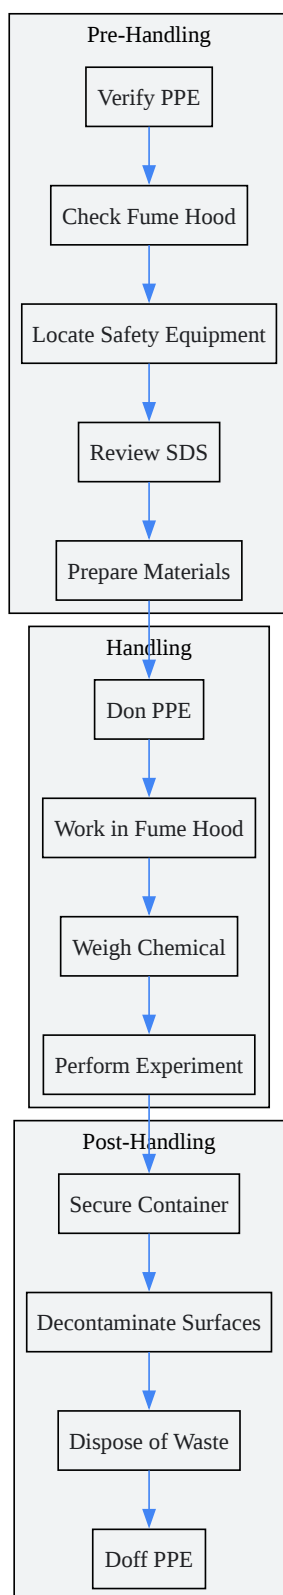 Pre-Handling
Verify PPE
Check Fume Hood
Locate Safety Equipment
Review SDS
Prepare Materials
Handling
Don PPE
Work in Fume Hood
Weigh Chemical
Perform Experiment
Post-Handling
Secure Container
Decontaminate Surfaces
Dispose of Waste
Doff PPE